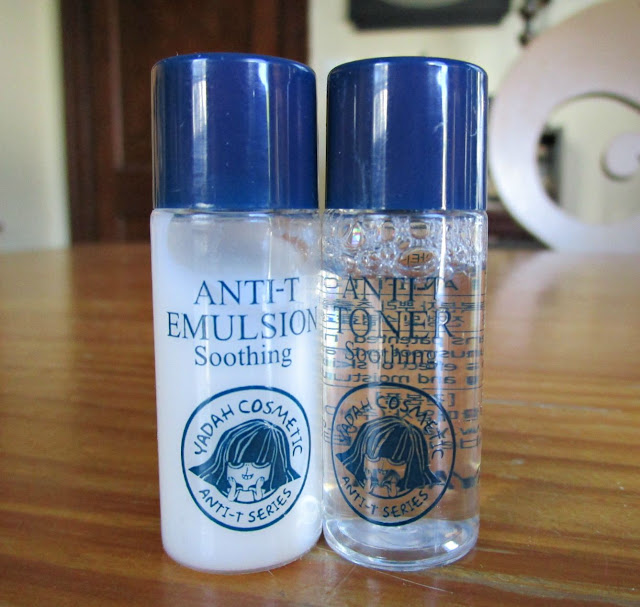 ANTI-T
EMULSION
Soothing
YADAH COSMETIC
ANTI-T SERIES
ANTI-T
TONER
Soothing
YADAH COSMETIC
ANTI-T SERIES